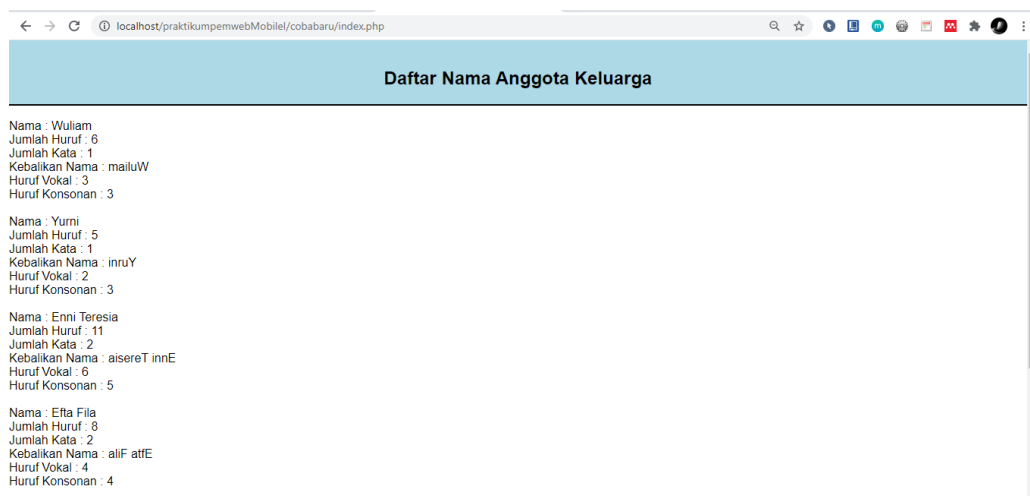 localhost/praktikumpemwebMobilel/cobabaru/index.php
m
Daftar Nama Anggota Keluarga
Nama : Wuliam
Jumlah Huruf : 6
Jumlah Kata : 1
Kebalikan Nama : mailuW
Huruf Vokal : 3
Huruf Konsonan : 3
Nama : Yurni
Jumlah Huruf : 5
Jumlah Kata : 1
Kebalikan Nama : inruY
Huruf Vokal : 2
Huruf Konsonan : 3
Nama : Enni Teresia
Jumlah Huruf : 11
Jumlah Kata : 2
Kebalikan Nama : aisereT innE
Huruf Vokal : 6
Huruf Konsonan : 5
Nama : Efta Fila
Jumlah Huruf : 8
Jumlah Kata : 2
Kebalikan Nama : aliF atfE
Huruf Vokal : 4
Huruf Konsonan : 4